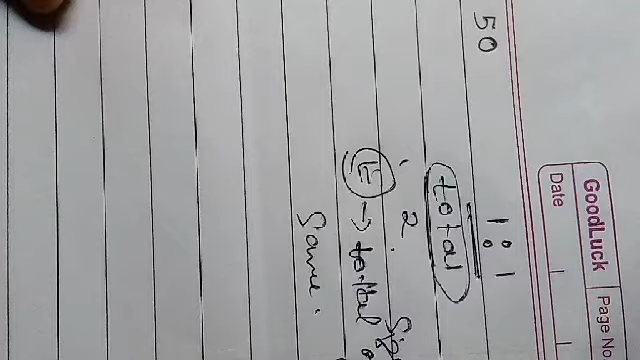 GoodLuck
Page No
Date
50
1:1
total
2.
E → total
same.